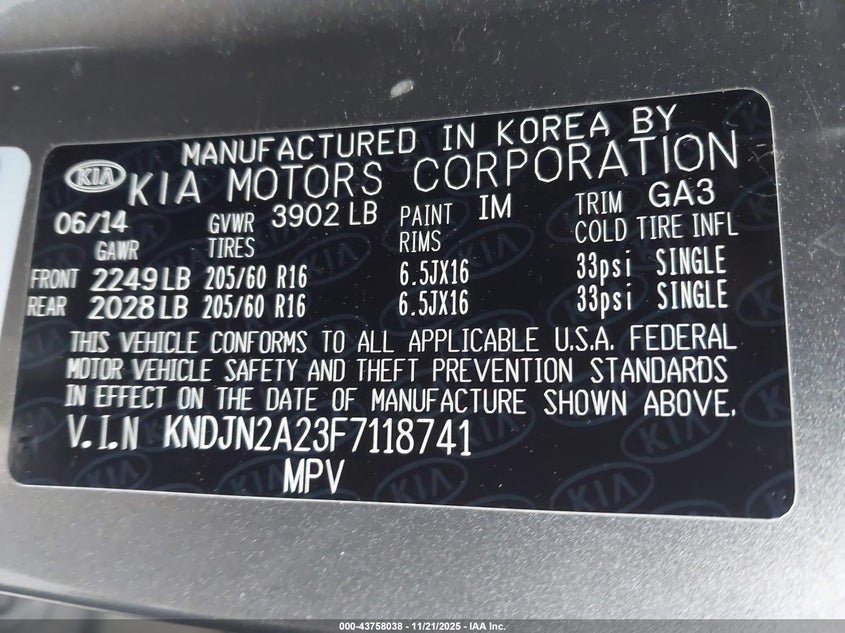 MANUFACTURED IN KOREA BY
KIA KIA MOTORS CORPORATION
06/14 GVWR 3902 LB PAINT IM TRIM GA3
GAWR TIRES RIMS COLD TIRE INFL
FRONT 2249 LB 205/60 R16 6.5JX16 33psi SINGLE
REAR 2028 LB 205/60 R16 6.5JX16 33psi SINGLE
THIS VEHICLE CONFORMS TO ALL APPLICABLE U.S.A. FEDERAL
MOTOR VEHICLE SAFETY AND THEFT PREVENTION STANDARDS
IN EFFECT ON THE DATE OF MANUFACTURE SHOWN ABOVE.
V.I.N KNDJN2A23F7118741
MPV
000-43758038 - 11/21/2025 - IAA Inc.